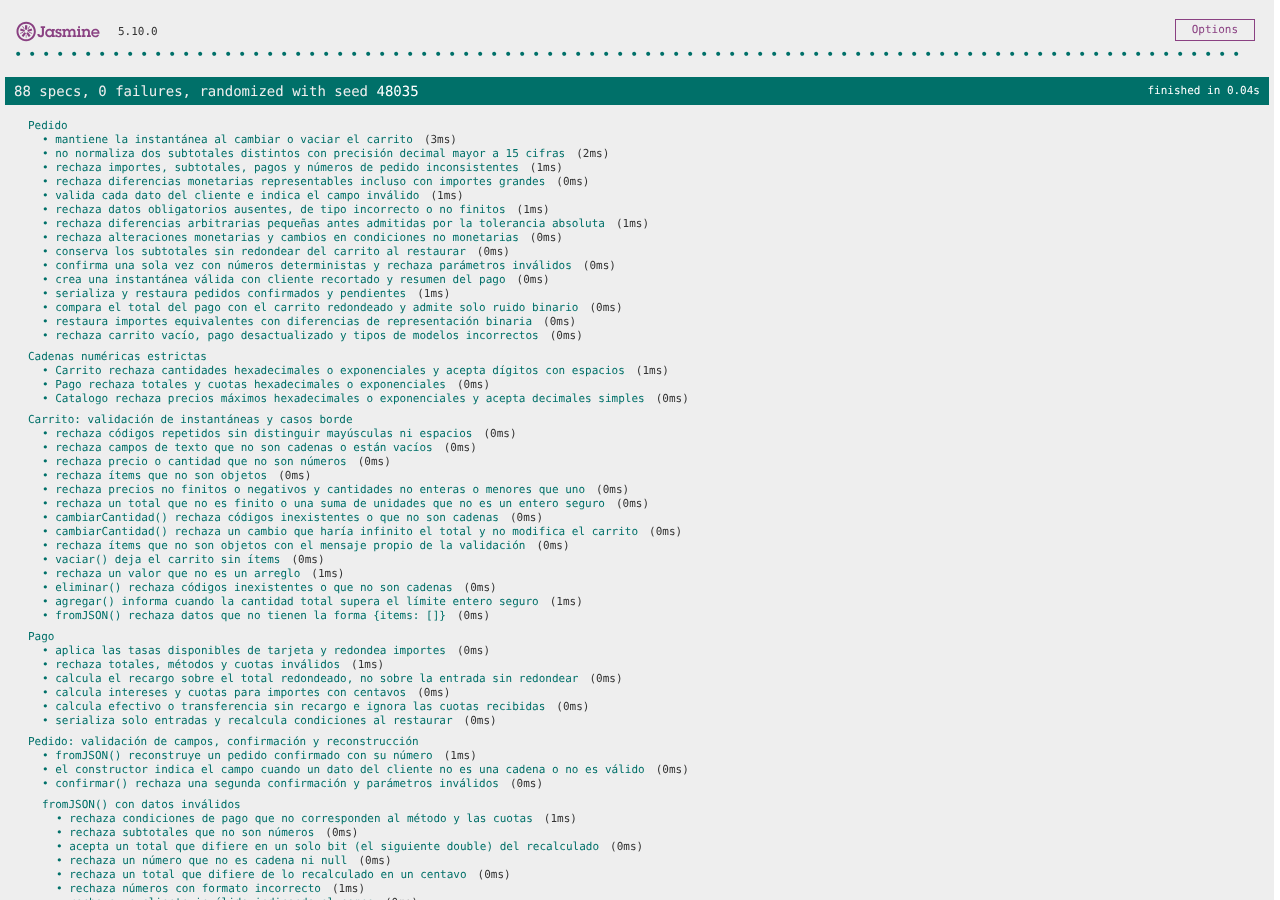 Jasmine 5.10.0 Options
88 specs, 0 failures, randomized with seed 48035 finished in 0.04s
Pedido
• mantiene la instantánea al cambiar o vaciar el carrito (3ms)
• no normaliza dos subtotales distintos con precisión decimal mayor a 15 cifras (2ms)
• rechaza importes, subtotales, pagos y números de pedido inconsistentes (1ms)
• rechaza diferencias monetarias representables incluso con importes grandes (0ms)
• valida cada dato del cliente e indica el campo inválido (1ms)
• rechaza datos obligatorios ausentes, de tipo incorrecto o no finitos (1ms)
• rechaza diferencias arbitrarias pequeñas antes admitidas por la tolerancia absoluta (1ms)
• rechaza alteraciones monetarias y cambios en condiciones no monetarias (0ms)
• conserva los subtotales sin redondear del carrito al restaurar (0ms)
• confirma una sola vez con números deterministas y rechaza parámetros inválidos (0ms)
• crea una instantánea válida con cliente recortado y resumen del pago (0ms)
• serializa y restaura pedidos confirmados y pendientes (1ms)
• compara el total del pago con el carrito redondeado y admite solo ruido binario (0ms)
• restaura importes equivalentes con diferencias de representación binaria (0ms)
• rechaza carrito vacío, pago desactualizado y tipos de modelos incorrectos (0ms)
Cadenas numéricas estrictas
• Carrito rechaza cantidades hexadecimales o exponenciales y acepta dígitos con espacios (1ms)
• Pago rechaza totales y cuotas hexadecimales o exponenciales (0ms)
• Catalogo rechaza precios máximos hexadecimales o exponenciales y acepta decimales simples (0ms)
Carrito: validación de instantáneas y casos borde
• rechaza códigos repetidos sin distinguir mayúsculas ni espacios (0ms)
• rechaza campos de texto que no son cadenas o están vacíos (0ms)
• rechaza precio o cantidad que no son números (0ms)
• rechaza ítems que no son objetos (0ms)
• rechaza precios no finitos o negativos y cantidades no enteras o menores que uno (0ms)
• rechaza un total que no es finito o una suma de unidades que no es un entero seguro (0ms)
• cambiarCantidad() rechaza códigos inexistentes o que no son cadenas (0ms)
• cambiarCantidad() rechaza un cambio que haría infinito el total y no modifica el carrito (0ms)
• rechaza ítems que no son objetos con el mensaje propio de la validación (0ms)
• vaciar() deja el carrito sin ítems (0ms)
• rechaza un valor que no es un arreglo (1ms)
• eliminar() rechaza códigos inexistentes o que no son cadenas (0ms)
• agregar() informa cuando la cantidad total supera el límite entero seguro (1ms)
• fromJSON() rechaza datos que no tienen la forma {items: []} (0ms)
Pago
• aplica las tasas disponibles de tarjeta y redondea importes (0ms)
• rechaza totales, métodos y cuotas inválidos (1ms)
• calcula el recargo sobre el total redondeado, no sobre la entrada sin redondear (0ms)
• calcula intereses y cuotas para importes con centavos (0ms)
• calcula efectivo o transferencia sin recargo e ignora las cuotas recibidas (0ms)
• serializa solo entradas y recalcula condiciones al restaurar (0ms)
Pedido: validación de campos, confirmación y reconstrucción
• fromJSON() reconstruye un pedido confirmado con su número (1ms)
• el constructor indica el campo cuando un dato del cliente no es una cadena o no es válido (0ms)
• confirmar() rechaza una segunda confirmación y parámetros inválidos (0ms)
fromJSON() con datos inválidos
• rechaza condiciones de pago que no corresponden al método y las cuotas (1ms)
• rechaza subtotales que no son números (0ms)
• acepta un total que difiere en un solo bit (el siguiente double) del recalculado (0ms)
• rechaza un número que no es cadena ni null (0ms)
• rechaza un total que difiere de lo recalculado en un centavo (0ms)
• rechaza números con formato incorrecto (1ms)